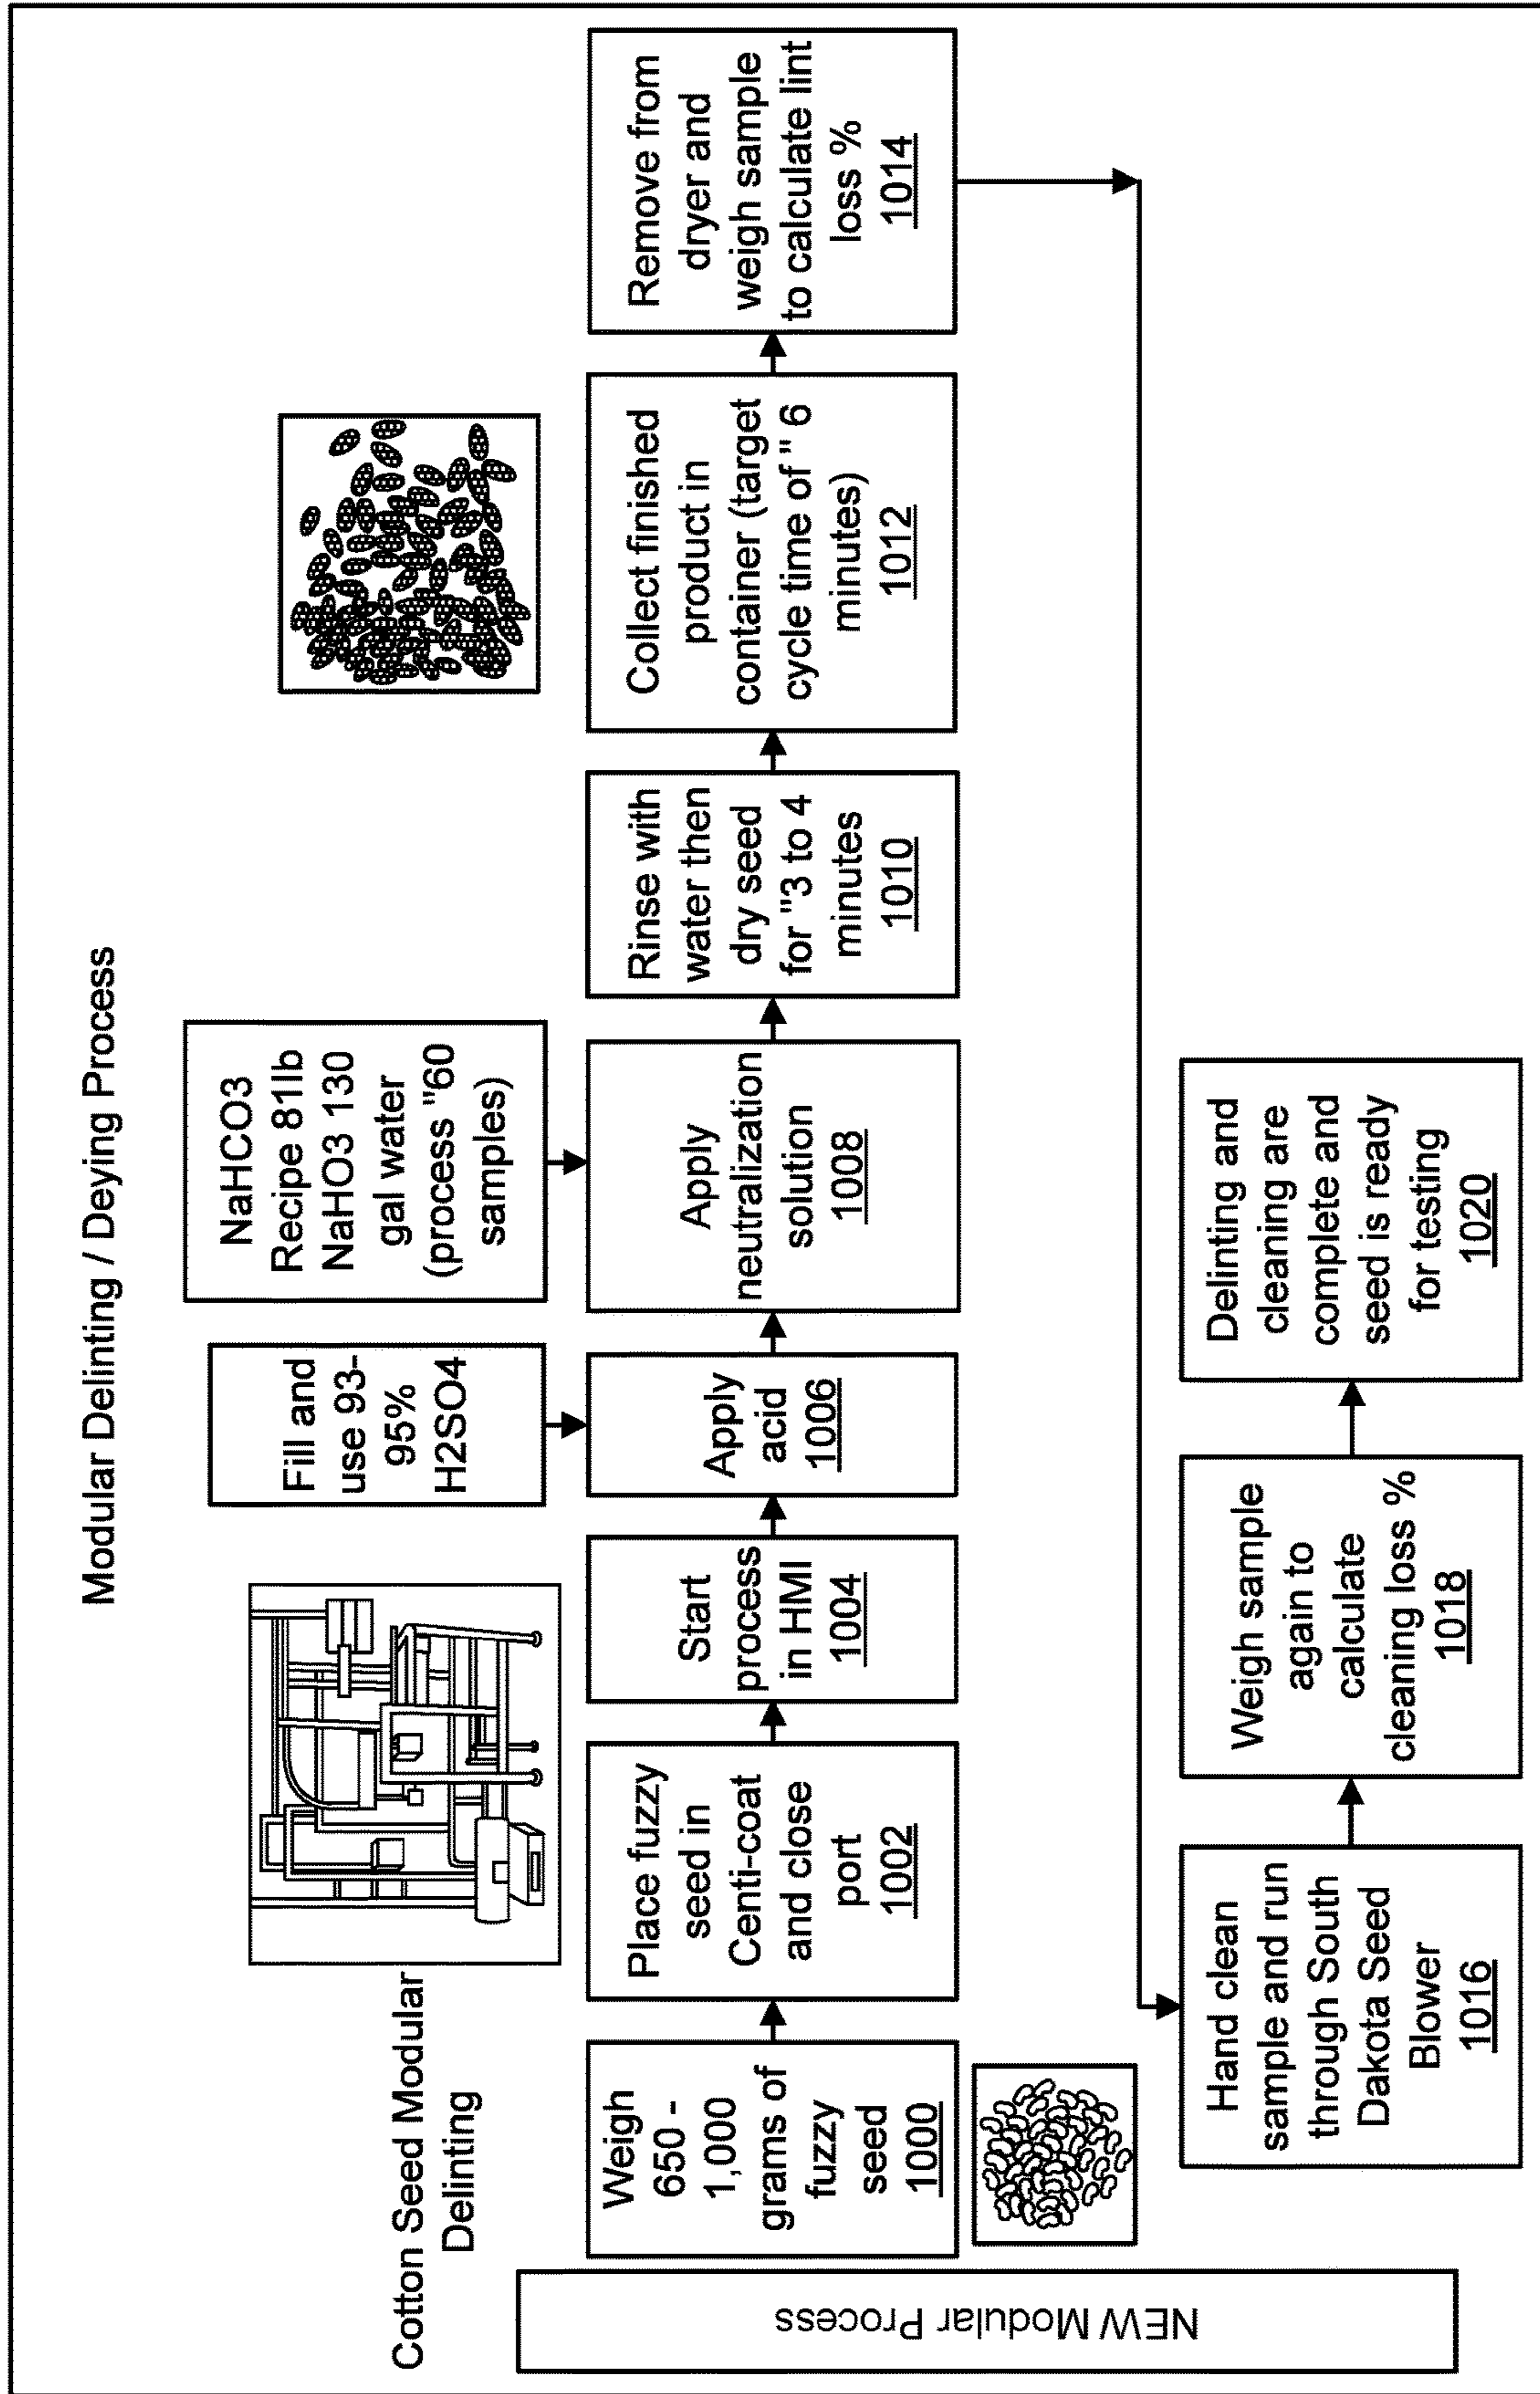 Modular Delinting / Deying Process
Cotton Seed Modular
Delinting
NEW Modular Process
Weigh
650 -
1,000
grams of
fuzzy
seed
1000
Place fuzzy
seed in
Centi-coat
and close
port
1002
Start
process
in HMI
1004
Fill and
use 93-
95%
H2SO4
Apply
acid
1006
NaHCO3
Recipe 81lb
NaHO3 130
gal water
(process "60
samples)
Apply
neutralization
solution
1008
Rinse with
water then
dry seed
for "3 to 4
minutes
1010
Collect finished
product in
container (target
cycle time of " 6
minutes)
1012
Remove from
dryer and
weigh sample
to calculate lint
loss %
1014
Hand clean
sample and run
through South
Dakota Seed
Blower
1016
Weigh sample
again to
calculate
cleaning loss %
1018
Delinting and
cleaning are
complete and
seed is ready
for testing
1020